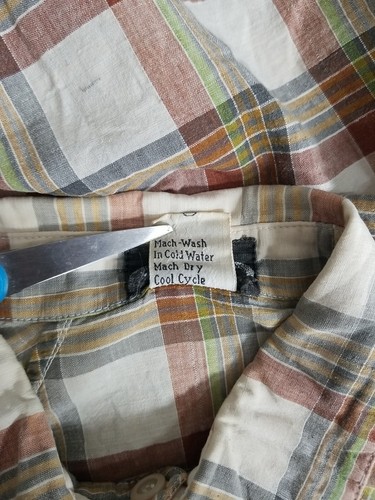 Mach-Wash
In Cold Water
Mach Dry
Cool Cycle